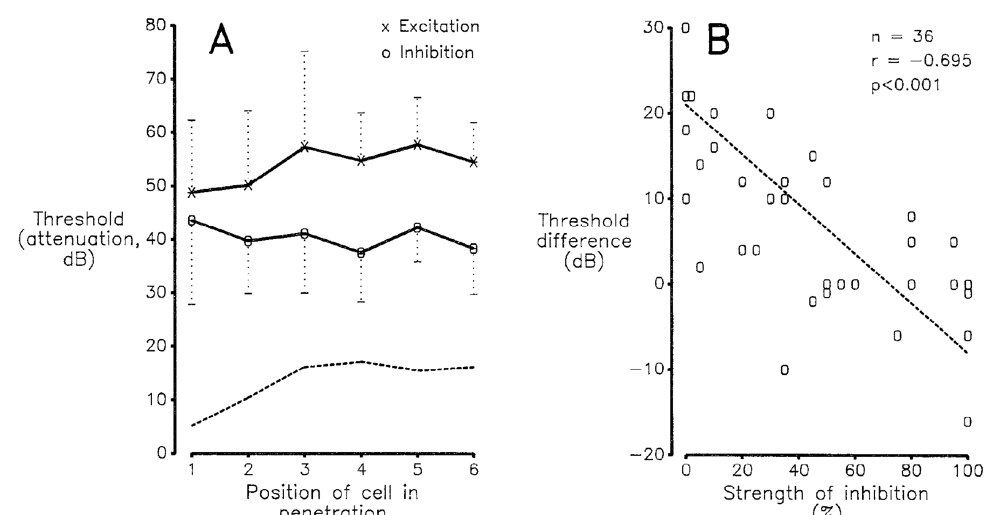 A
x Excitation
o Inhibition
80
70
60
50
40
30
20
10
0
Threshold
(attenuation,
dB)
1 2 3 4 5 6
Position of cell in
penetration
B
n = 36
r = −0.695
p<0.001
30
20
10
0
−10
−20
Threshold
difference
(dB)
0 20 40 60 80 100
Strength of inhibition
(%)